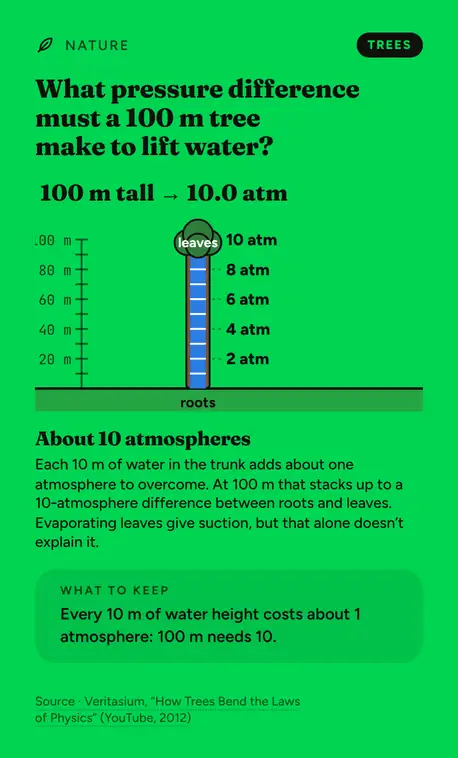 NATURE
TREES
What pressure difference
must a 100 m tree
make to lift water?
100 m tall → 10.0 atm
.00 m
leaves
10 atm
80 m
8 atm
60 m
6 atm
40 m
4 atm
20 m
2 atm
roots
About 10 atmospheres
Each 10 m of water in the trunk adds about one
atmosphere to overcome. At 100 m that stacks up to a
10-atmosphere difference between roots and leaves.
Evaporating leaves give suction, but that alone doesn't
explain it.
WHAT TO KEEP
Every 10 m of water height costs about 1
atmosphere: 100 m needs 10.
Source · Veritasium, "How Trees Bend the Laws
of Physics" (YouTube, 2012)